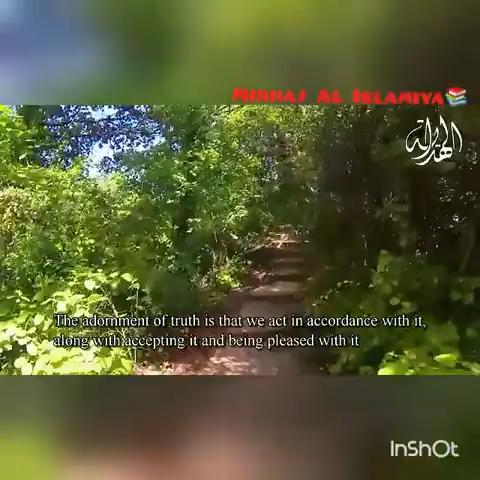 Minhaj al Islamiya
الهداية
The adornment of truth is that we act in accordance with it,
along with accepting it and being pleased with it
InShOt